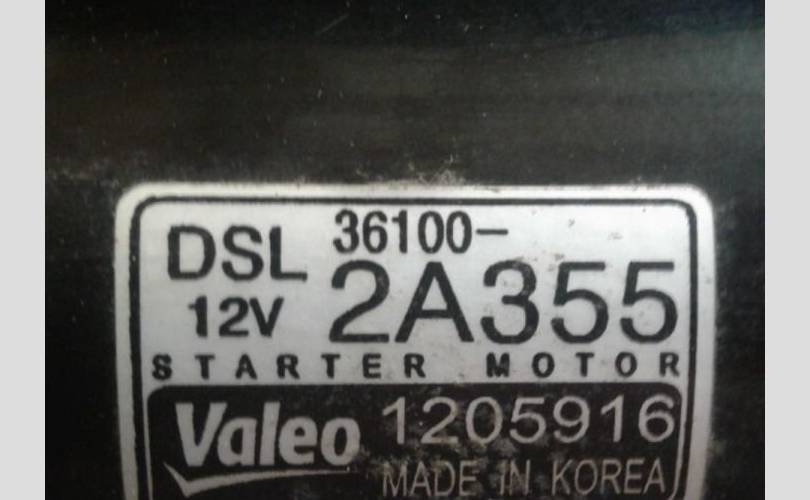 DSL 36100-
12V 2A355
STARTER MOTOR
Valeo 1205916
MADE IN KOREA